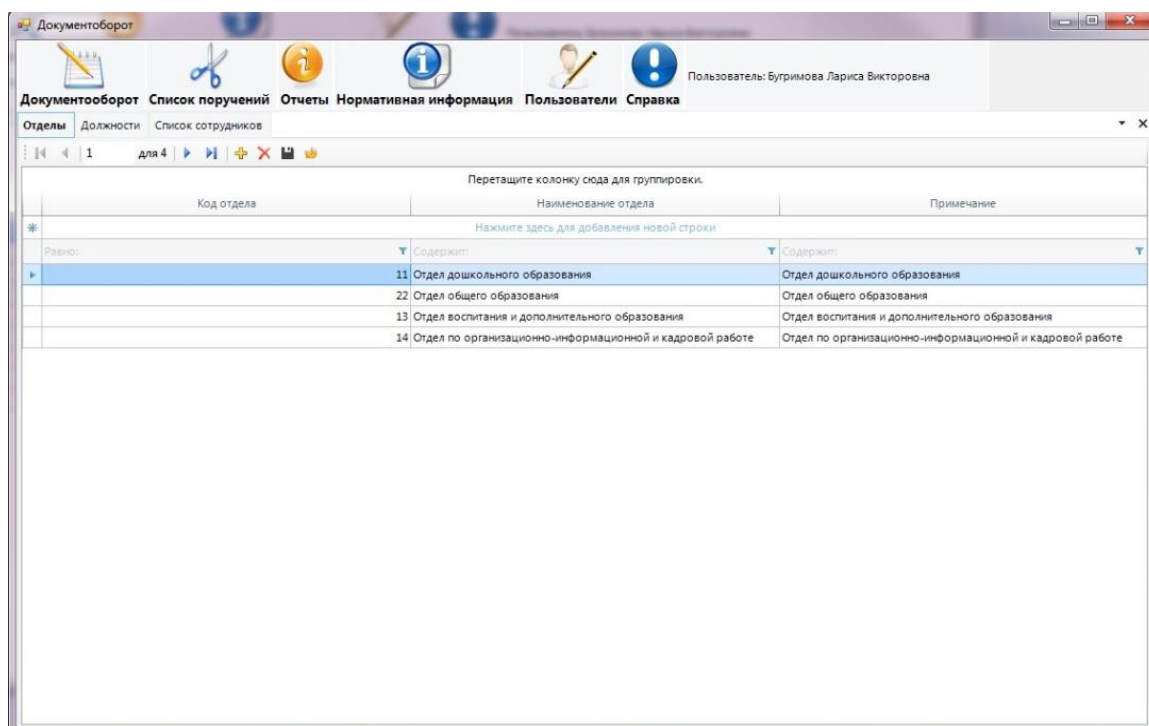 Документоборот
Документооборот Список поручений Отчеты Нормативная информация Пользователи Справка
Пользователь: Бугримова Лариса Викторовна
Отделы Должности Список сотрудников
1 для 4
Перетащите колонку сюда для группировки.
Код отдела Наименование отдела Примечание
Нажмите здесь для добавления новой строки
Равно: Содержит: Содержит:
11 Отдел дошкольного образования Отдел дошкольного образования
22 Отдел общего образования Отдел общего образования
13 Отдел воспитания и дополнительного образования Отдел воспитания и дополнительного образования
14 Отдел по организационно-информационной и кадровой работе Отдел по организационно-информационной и кадровой работе